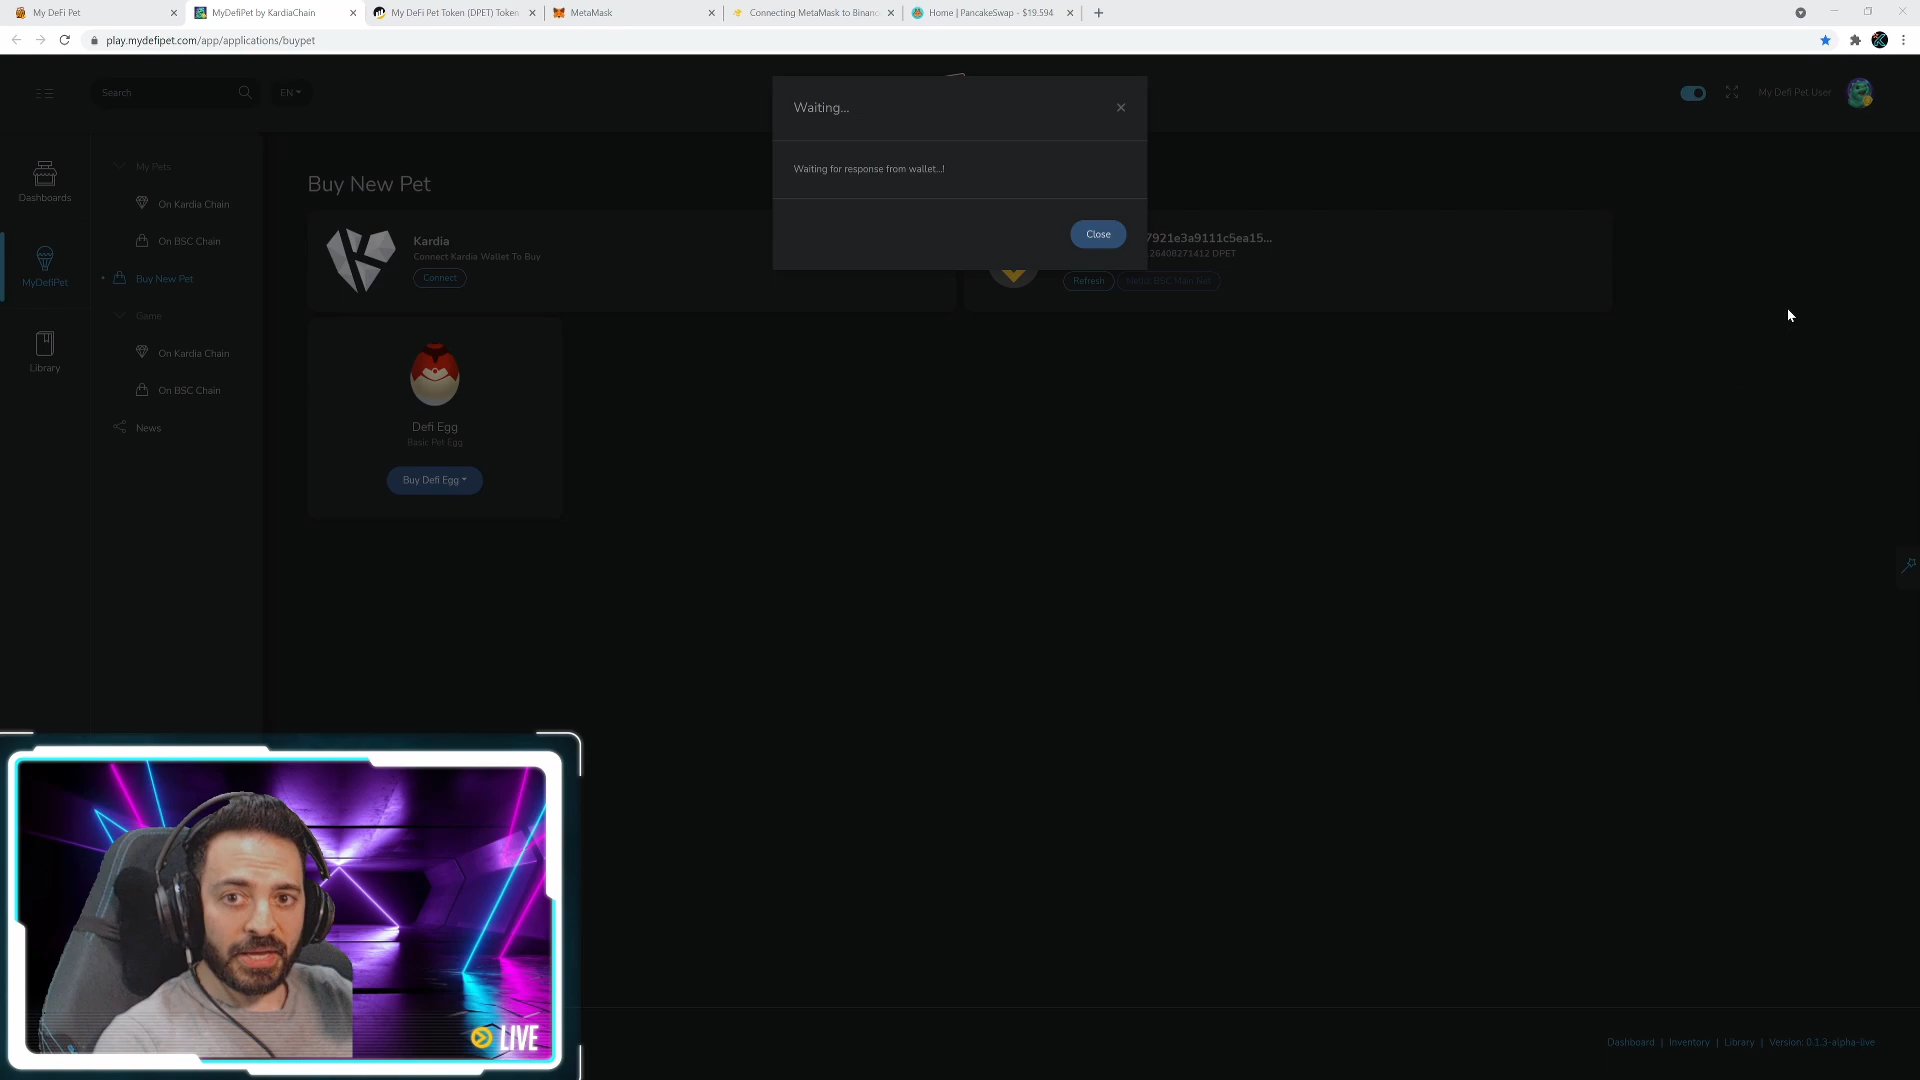 My DeFi Pet
MyDefiPet by KardiaChain
My DeFi Pet Token (DPET) Token
MetaMask
Connecting MetaMask to Binanc
Home | PancakeSwap - $19.594
play.mydefipet.com/app/applications/buypet
Search
EN
My Defi Pet User
Waiting...
Waiting for response from wallet...!
Close
Dashboards
MyDefiPet
Library
My Pets
On Kardia Chain
On BSC Chain
Buy New Pet
Game
On Kardia Chain
On BSC Chain
News
Buy New Pet
Kardia
Connect Kardia Wallet To Buy
Connect
7921e3a9111c5ea15...
26408271412 DPET
Refresh
BSC Main Net
Defi Egg
Basic Pet Egg
Buy Defi Egg
LIVE
Dashboard | Inventory | Library | Version: 0.1.3-alpha-live